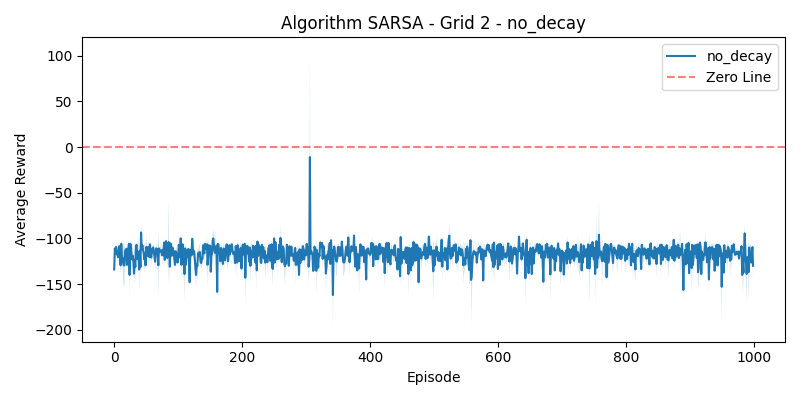 Algorithm SARSA - Grid 2 - no_decay
100
50
0
−50
−100
−150
−200
Average Reward
no_decay
Zero Line
0
200
400
600
800
1000
Episode